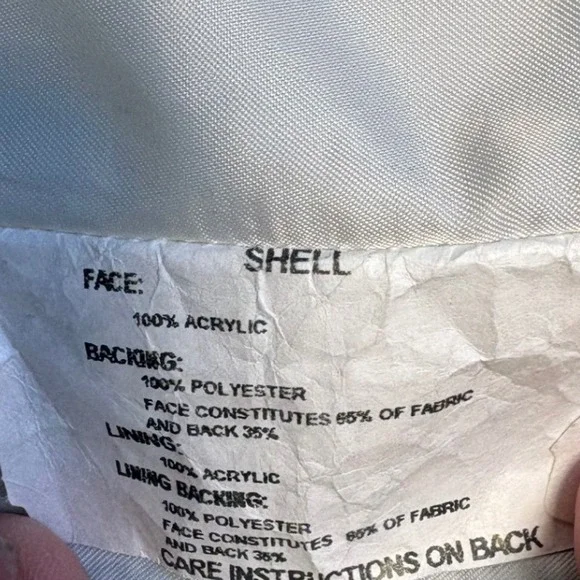 SHELL
FACE:
100% ACRYLIC
BACKING:
100% POLYESTER
FACE CONSTITUTES 65% OF FABRIC
AND BACK 35%
LINING:
100% ACRYLIC
LINING BACKING:
100% POLYESTER
FACE CONSTITUTES 65% OF FABRIC
AND BACK 35%
CARE INSTRUCTIONS ON BACK